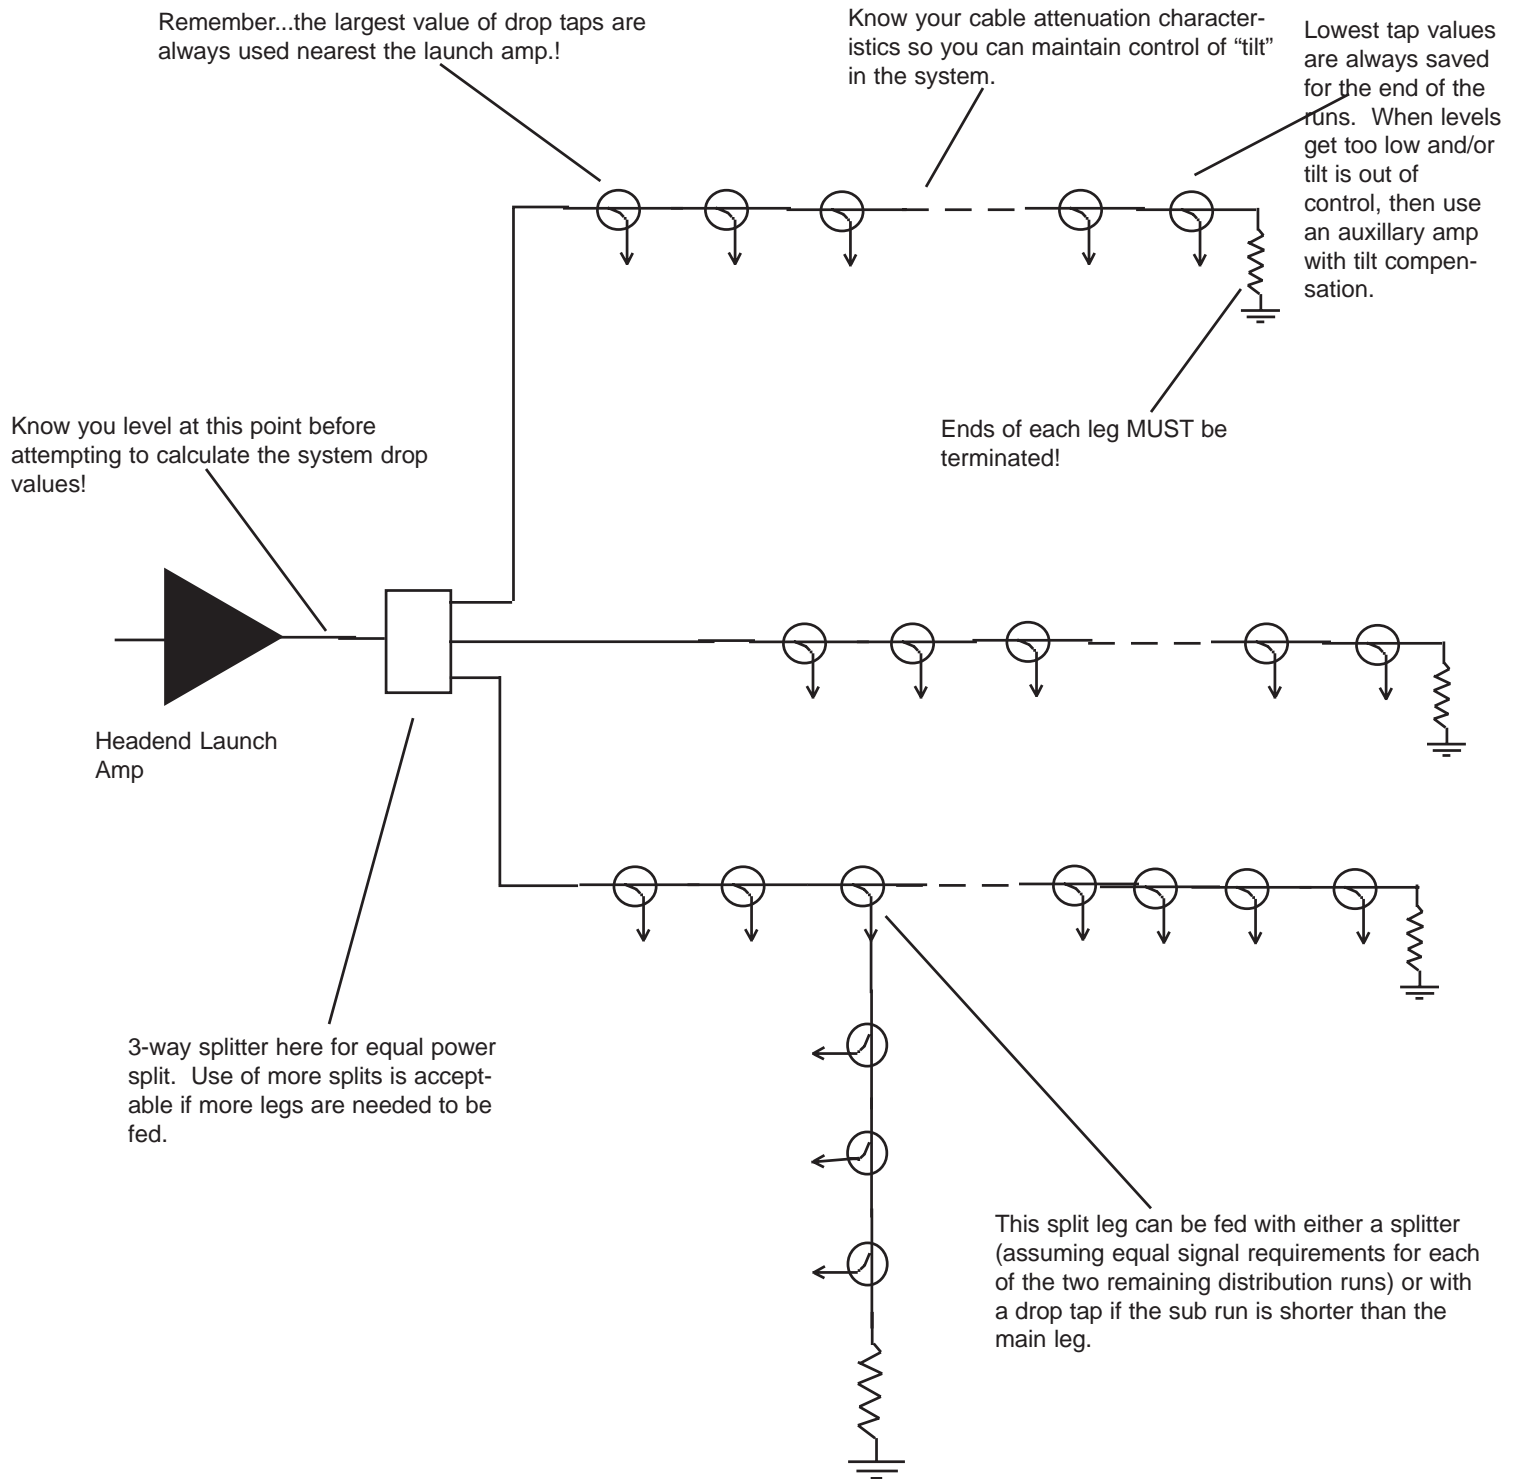 Remember...the largest value of drop taps are
always used nearest the launch amp.!
Know your cable attenuation character-
istics so you can maintain control of “tilt”
in the system.
Lowest tap values
are always saved
for the end of the
runs.  When levels
get too low and/or
tilt is out of
control, then use
an auxillary amp
with tilt compen-
sation.
Know you level at this point before
attempting to calculate the system drop
values!
Ends of each leg MUST be
terminated!
Headend Launch
Amp
3-way splitter here for equal power
split.  Use of more splits is accept-
able if more legs are needed to be
fed.
This split leg can be fed with either a splitter
(assuming equal signal requirements for each
of the two remaining distribution runs) or with
a drop tap if the sub run is shorter than the
main leg.